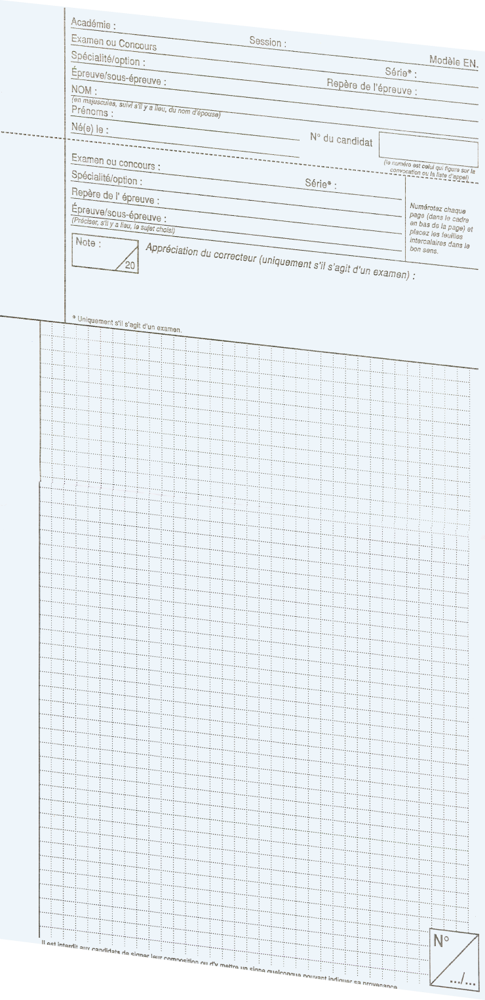 Académie :
Session :
Modèle EN.
Examen ou Concours
Série* :
Spécialité/option :
Repère de l'épreuve :
Épreuve/sous-épreuve :
NOM :
(en majuscules, suivi s'il y a lieu, du nom d'épouse)
Prénoms :
Né(e) le :
N° du candidat
(le numéro est celui qui figure sur la
convocation ou la liste d'appel)
Examen ou concours :
Série* :
Spécialité/option :
Repère de l' épreuve :
Épreuve/sous-épreuve :
(Préciser, s'il y a lieu, le sujet choisi)
Numérotez chaque
page (dans le cadre
en bas de la page) et
placez les feuilles
intercalaires dans le
bon sens.
Note :
20
Appréciation du correcteur (uniquement s'il s'agit d'un examen) :
* Uniquement s'il s'agit d'un examen.
Il est interdit aux candidats de signer leur composition ou d'y mettre un signe quelconque pouvant indiquer sa provenance.
N°
.../...